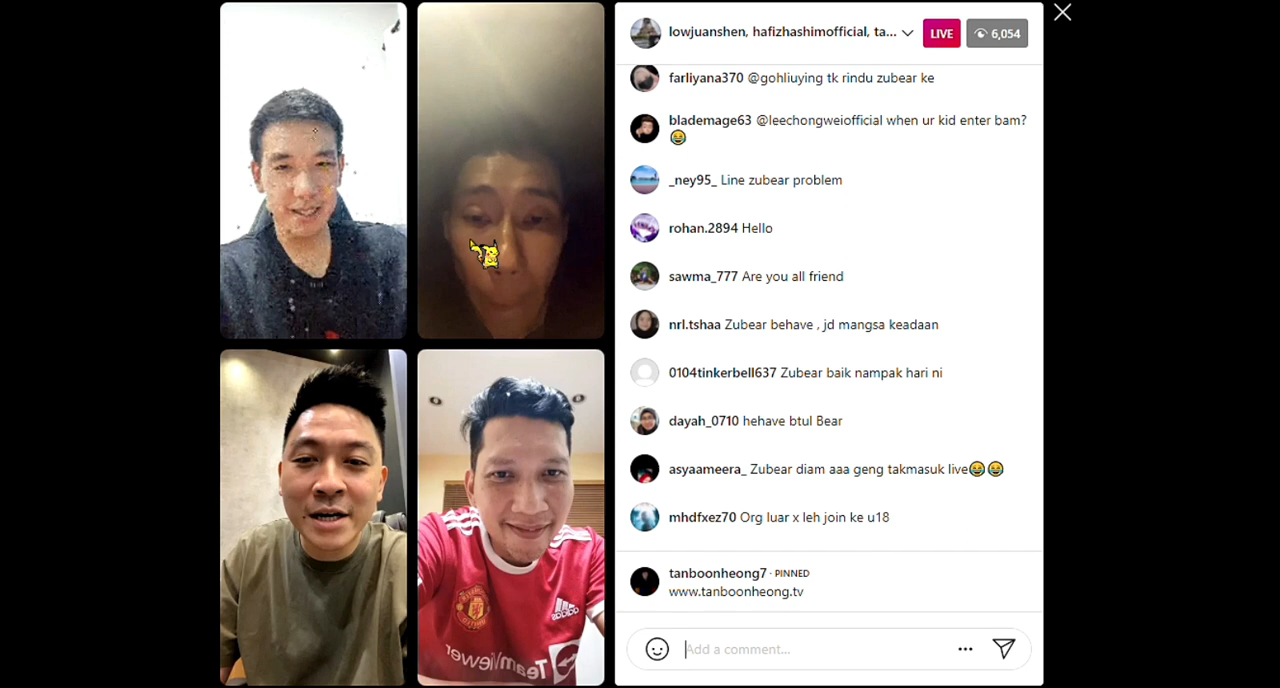 lowjuanshen, hafizhashimofficial, ta...
LIVE
6,054
farliyana370 @gohliuying tk rindu zubear ke
blademage63 @leechongweiofficial when ur kid enter bam?
😂
_ney95_ Line zubear problem
rohan.2894 Hello
sawma_777 Are you all friend
nrl.tshaa Zubear behave , jd mangsa keadaan
0104tinkerbell637 Zubear baik nampak hari ni
dayah_0710 hehave btul Bear
asyaameera_ Zubear diam aaa geng takmasuk live😂😂
mhdfxez70 Org luar x leh join ke u18
tanboonheong7 · PINNED
www.tanboonheong.tv
Add a comment...
adidas
TeamViewer